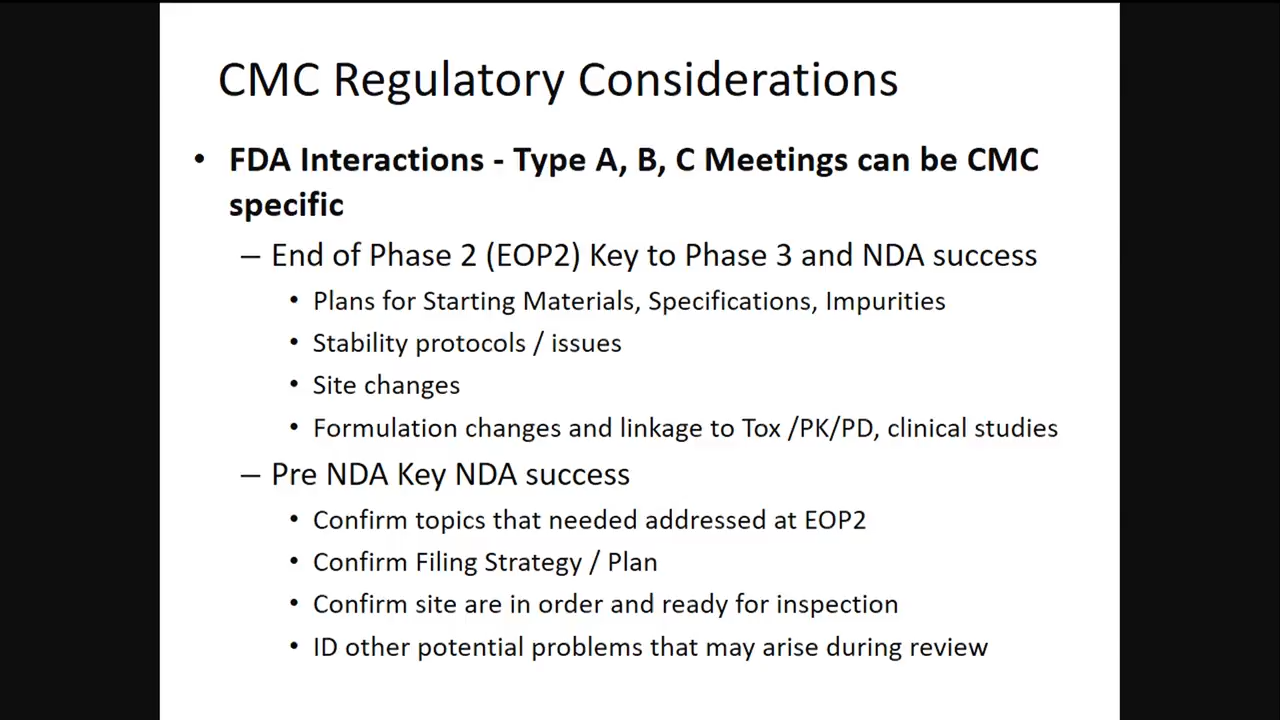 CMC Regulatory Considerations
• FDA Interactions - Type A, B, C Meetings can be CMC
specific
– End of Phase 2 (EOP2) Key to Phase 3 and NDA success
• Plans for Starting Materials, Specifications, Impurities
• Stability protocols / issues
• Site changes
• Formulation changes and linkage to Tox /PK/PD, clinical studies
– Pre NDA Key NDA success
• Confirm topics that needed addressed at EOP2
• Confirm Filing Strategy / Plan
• Confirm site are in order and ready for inspection
• ID other potential problems that may arise during review